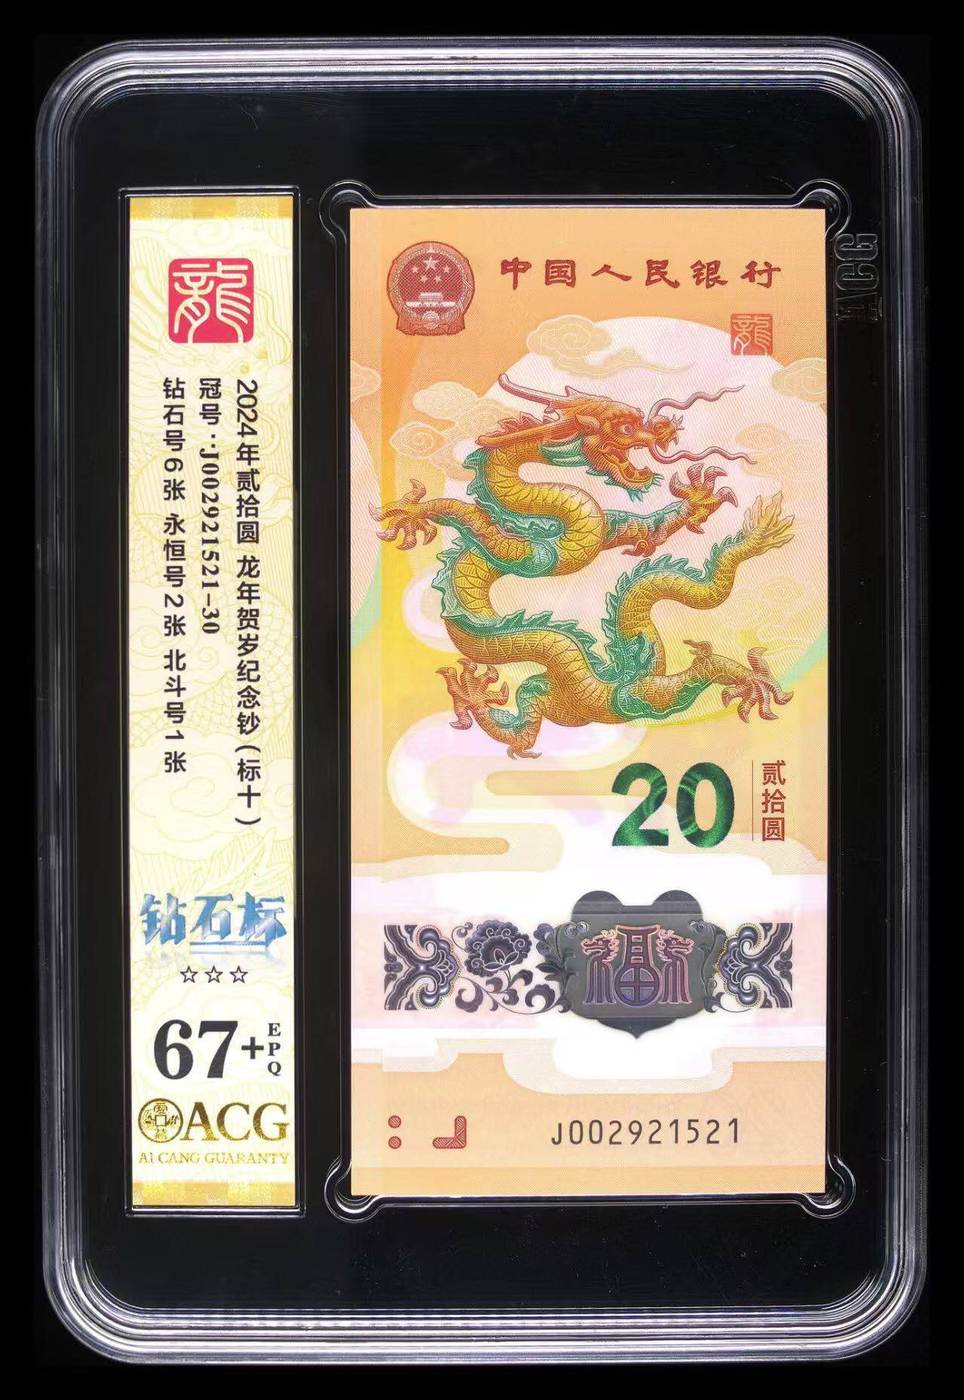 龍
2024年贰拾圆 龙年贺岁纪念钞(标十)
冠号:J002921521-30
钻石号6张 永恒号2张 北斗号1张
钻石标
☆☆☆
67+EPQ
ACG
AI CANG GUARANTY
中国人民银行
龍
20
贰拾圆
福
J002921521
ACG